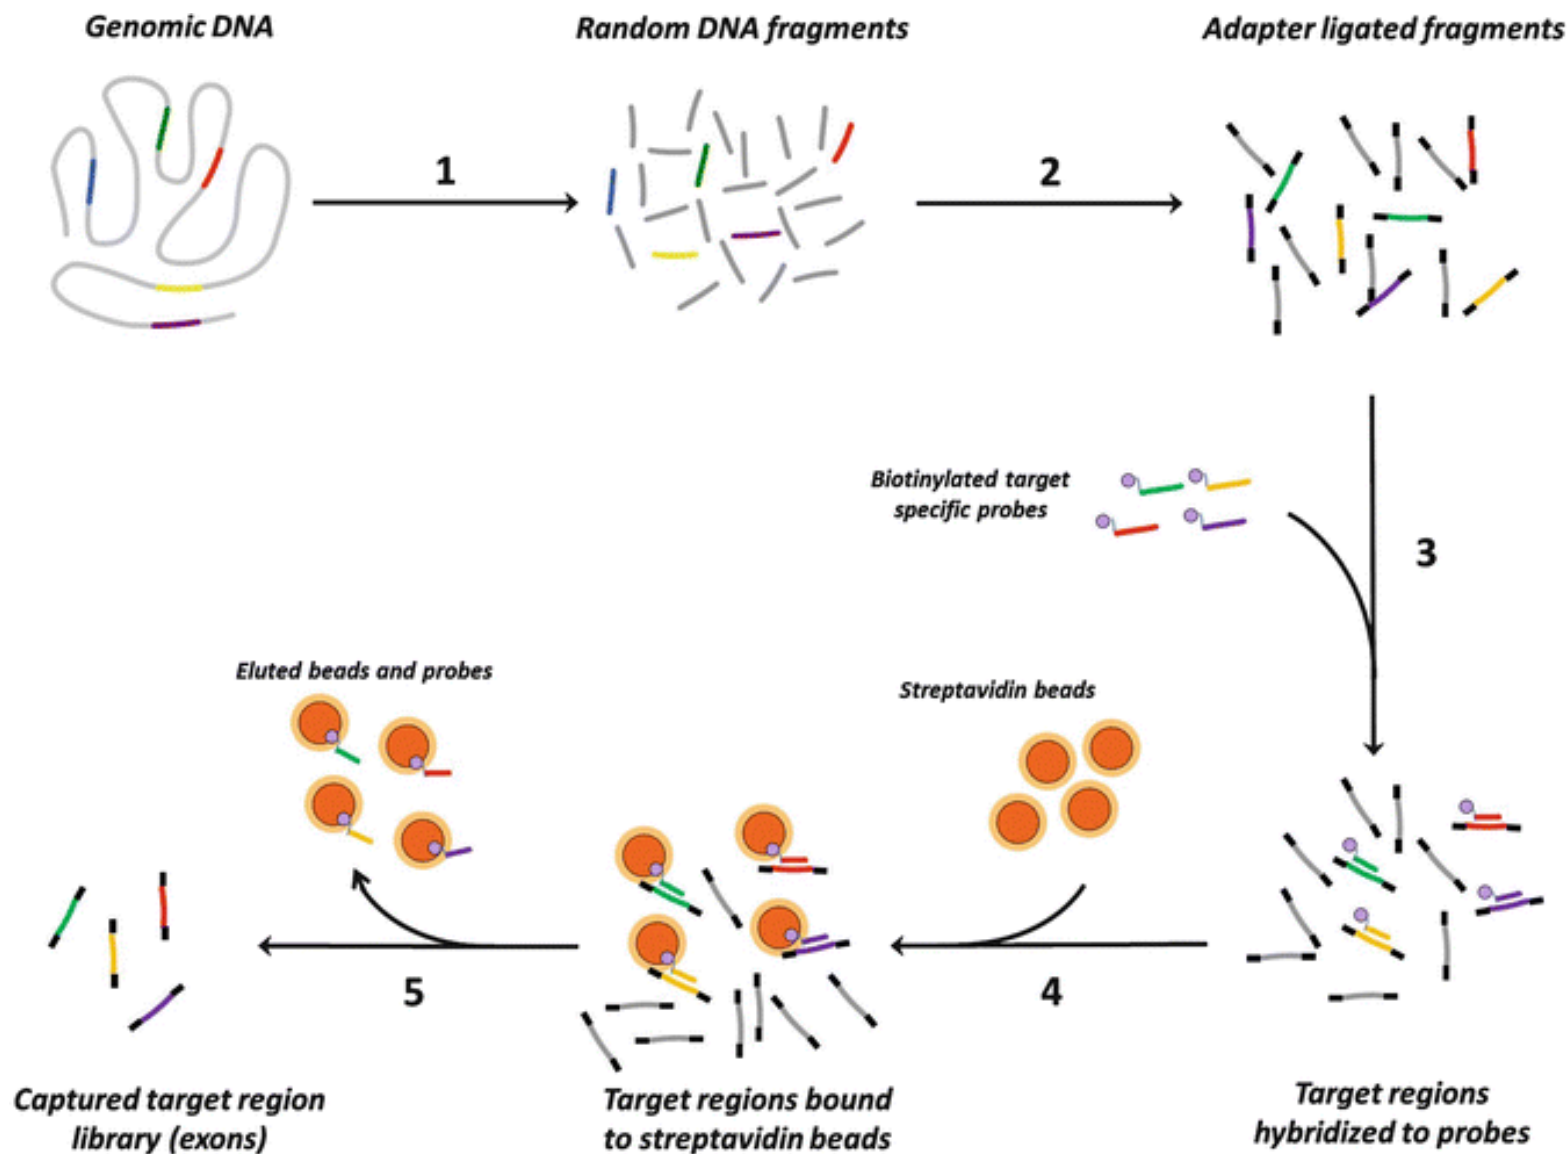 Genomic DNA
Random DNA fragments
Adapter ligated fragments
1
2
Biotinylated target
specific probes
3
Eluted beads and probes
Streptavidin beads
5
4
Captured target region
library (exons)
Target regions bound
to streptavidin beads
Target regions
hybridized to probes